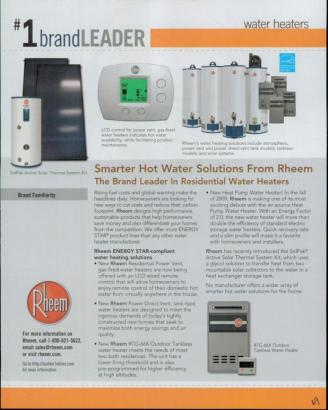 water heaters
#1 brandLEADER
LCD control for power vent, gas-fired
water heaters indicates hot water
availability, while facilitating product
maintenance.
Rheem's water heating solutions include atmospheric,
power vent and power direct vent tank models, tankless
models, and solar systems.
SolPak Active Solar Thermal System Kit
Smarter Hot Water Solutions From Rheem
The Brand Leader In Residential Water Heaters
Brand Familiarity
Rising fuel costs and global warming make the
headlines daily. Homeowners are looking for
new ways to cut costs and reduce their carbon
footprint. Rheem designs high performance,
sustainable products that help homeowners
save money and also differentiate your homes
from the competition. We offer more ENERGY
STAR® product lines than any other water
heater manufacturer.
Rheem ENERGY STAR-compliant
water heating solutions
• New Rheem Residential Power Vent,
gas-fired water heaters are now being
offered with an LCD wired remote
control that will allow homeowners to
enjoy remote control of their domestic hot
water from virtually anywhere in the house.
• New Rheem Power Direct Vent, tank-type
water heaters are designed to meet the
rigorous demands of today's tightly
constructed new homes that seek to
maximize both energy savings and air
quality.
• New Rheem RTG-66X Outdoor Tankless
water heater meets the needs of most
two-bath residences. The unit has a
lower firing threshold and is also
pre-programmed for higher efficiency
at high altitudes.
• New Heat Pump Water Heater! In the fall
of 2009, Rheem is making one of its most
exciting debuts with the air-source Heat
Pump Water Heater. With an Energy Factor
of 2.0, the new water heater will more than
double the efficiency of standard electric
storage water heaters. Quick recovery rate
and a slim profile will make it a favorite
with homeowners and installers.
Rheem has recently introduced the SolPak®
Active Solar Thermal System Kit, which uses
a glycol solution to transfer heat from two
mountable solar collectors to the water in a
heat exchanger storage tank.
No manufacturer offers a wider array of
smarter hot water solutions for the home.
Rheem
For more information on
Rheem, call 1-800-621-5622,
email sales@rheem.com
or visit rheem.com.
for more information.
RTG-66X Outdoor
Tankless Water Heater